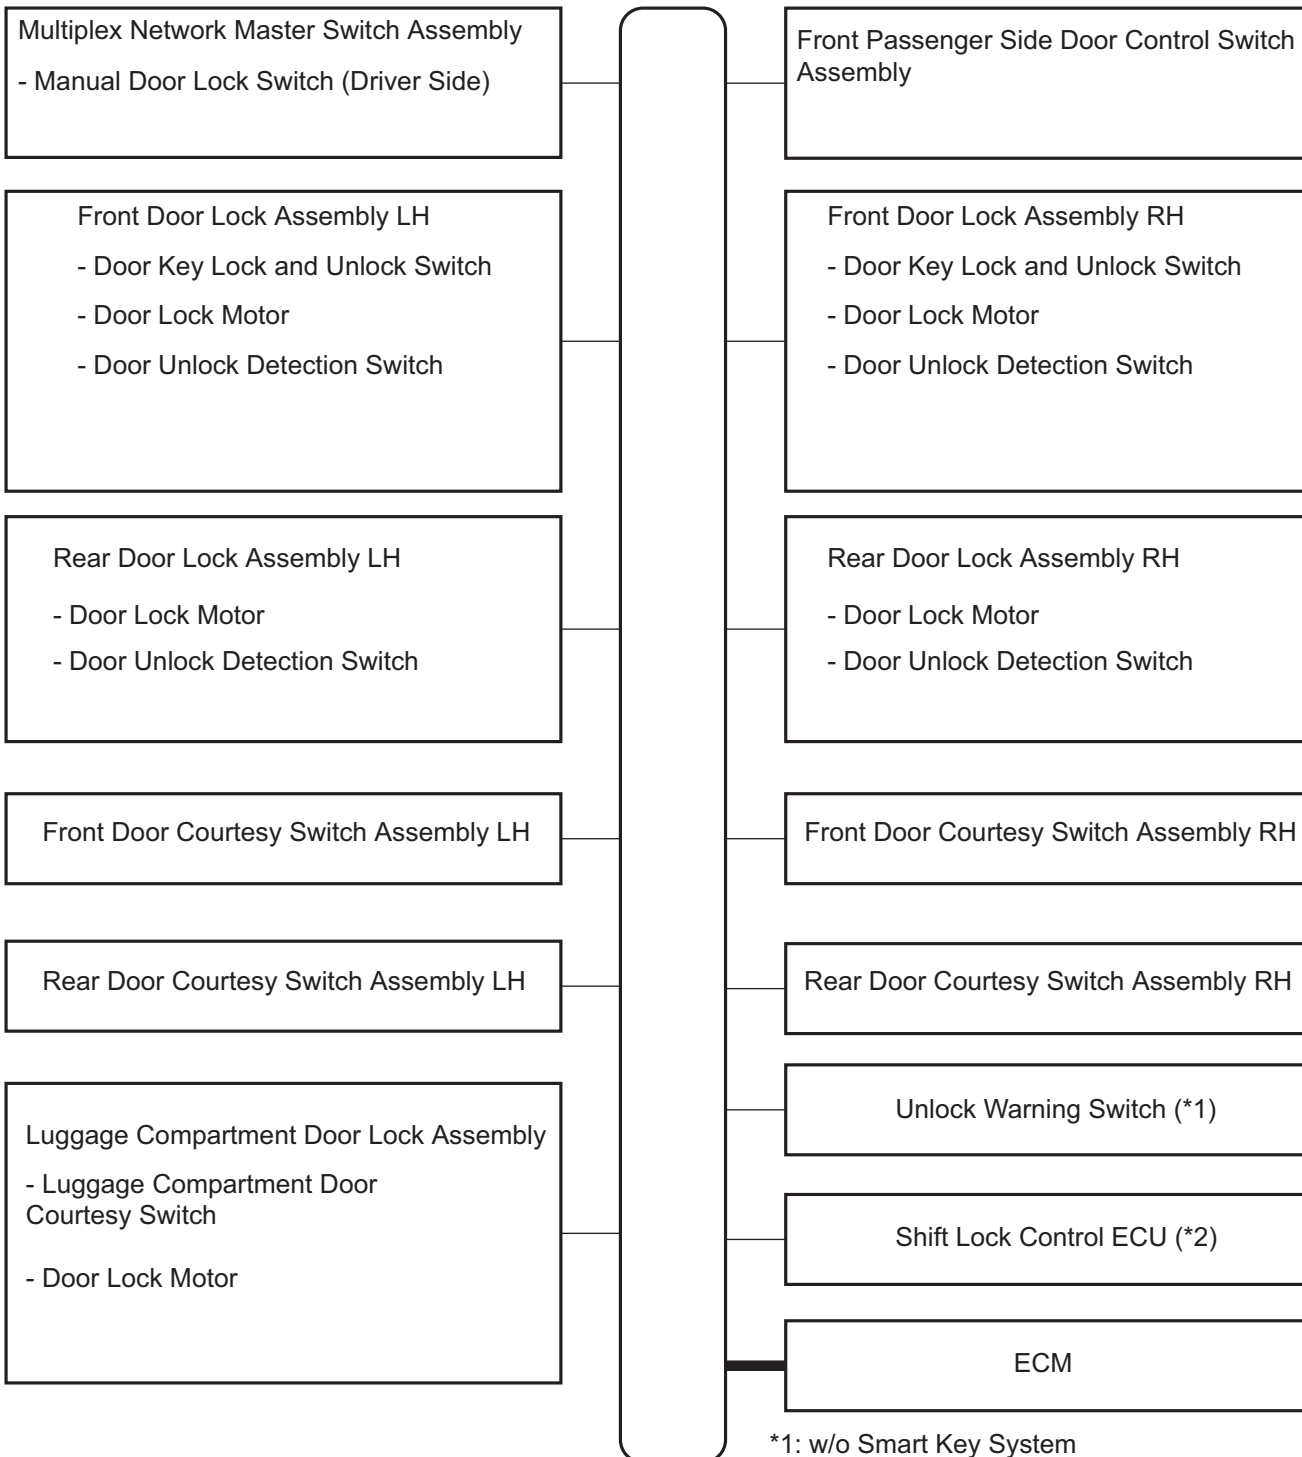 Multiplex Network Master Switch Assembly
- Manual Door Lock Switch (Driver Side)
Front Passenger Side Door Control Switch
Assembly
Front Door Lock Assembly LH
- Door Key Lock and Unlock Switch
- Door Lock Motor
- Door Unlock Detection Switch
Front Door Lock Assembly RH
- Door Key Lock and Unlock Switch
- Door Lock Motor
- Door Unlock Detection Switch
Rear Door Lock Assembly LH
- Door Lock Motor
- Door Unlock Detection Switch
Rear Door Lock Assembly RH
- Door Lock Motor
- Door Unlock Detection Switch
Front Door Courtesy Switch Assembly LH
Front Door Courtesy Switch Assembly RH
Rear Door Courtesy Switch Assembly LH
Rear Door Courtesy Switch Assembly RH
Luggage Compartment Door Lock Assembly
- Luggage Compartment Door
Courtesy Switch
- Door Lock Motor
Unlock Warning Switch (*1)
Shift Lock Control ECU (*2)
ECM
*1: w/o Smart Key System